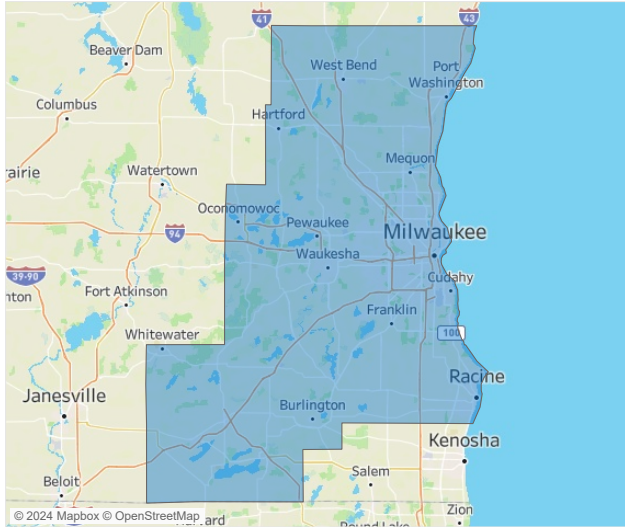 41
43
Beaver Dam
West Bend
Port
Washington
Columbus
Hartford
rairie
Watertown
Mequon
Oconomowoc
Pewaukee
94
Milwaukee
Waukesha
39-90
Cudahy
nton
Fort Atkinson
Franklin
Whitewater
100
Janesville
Racine
Burlington
Kenosha
Salem
Beloit
Zion
© 2024 Mapbox © OpenStreetMap